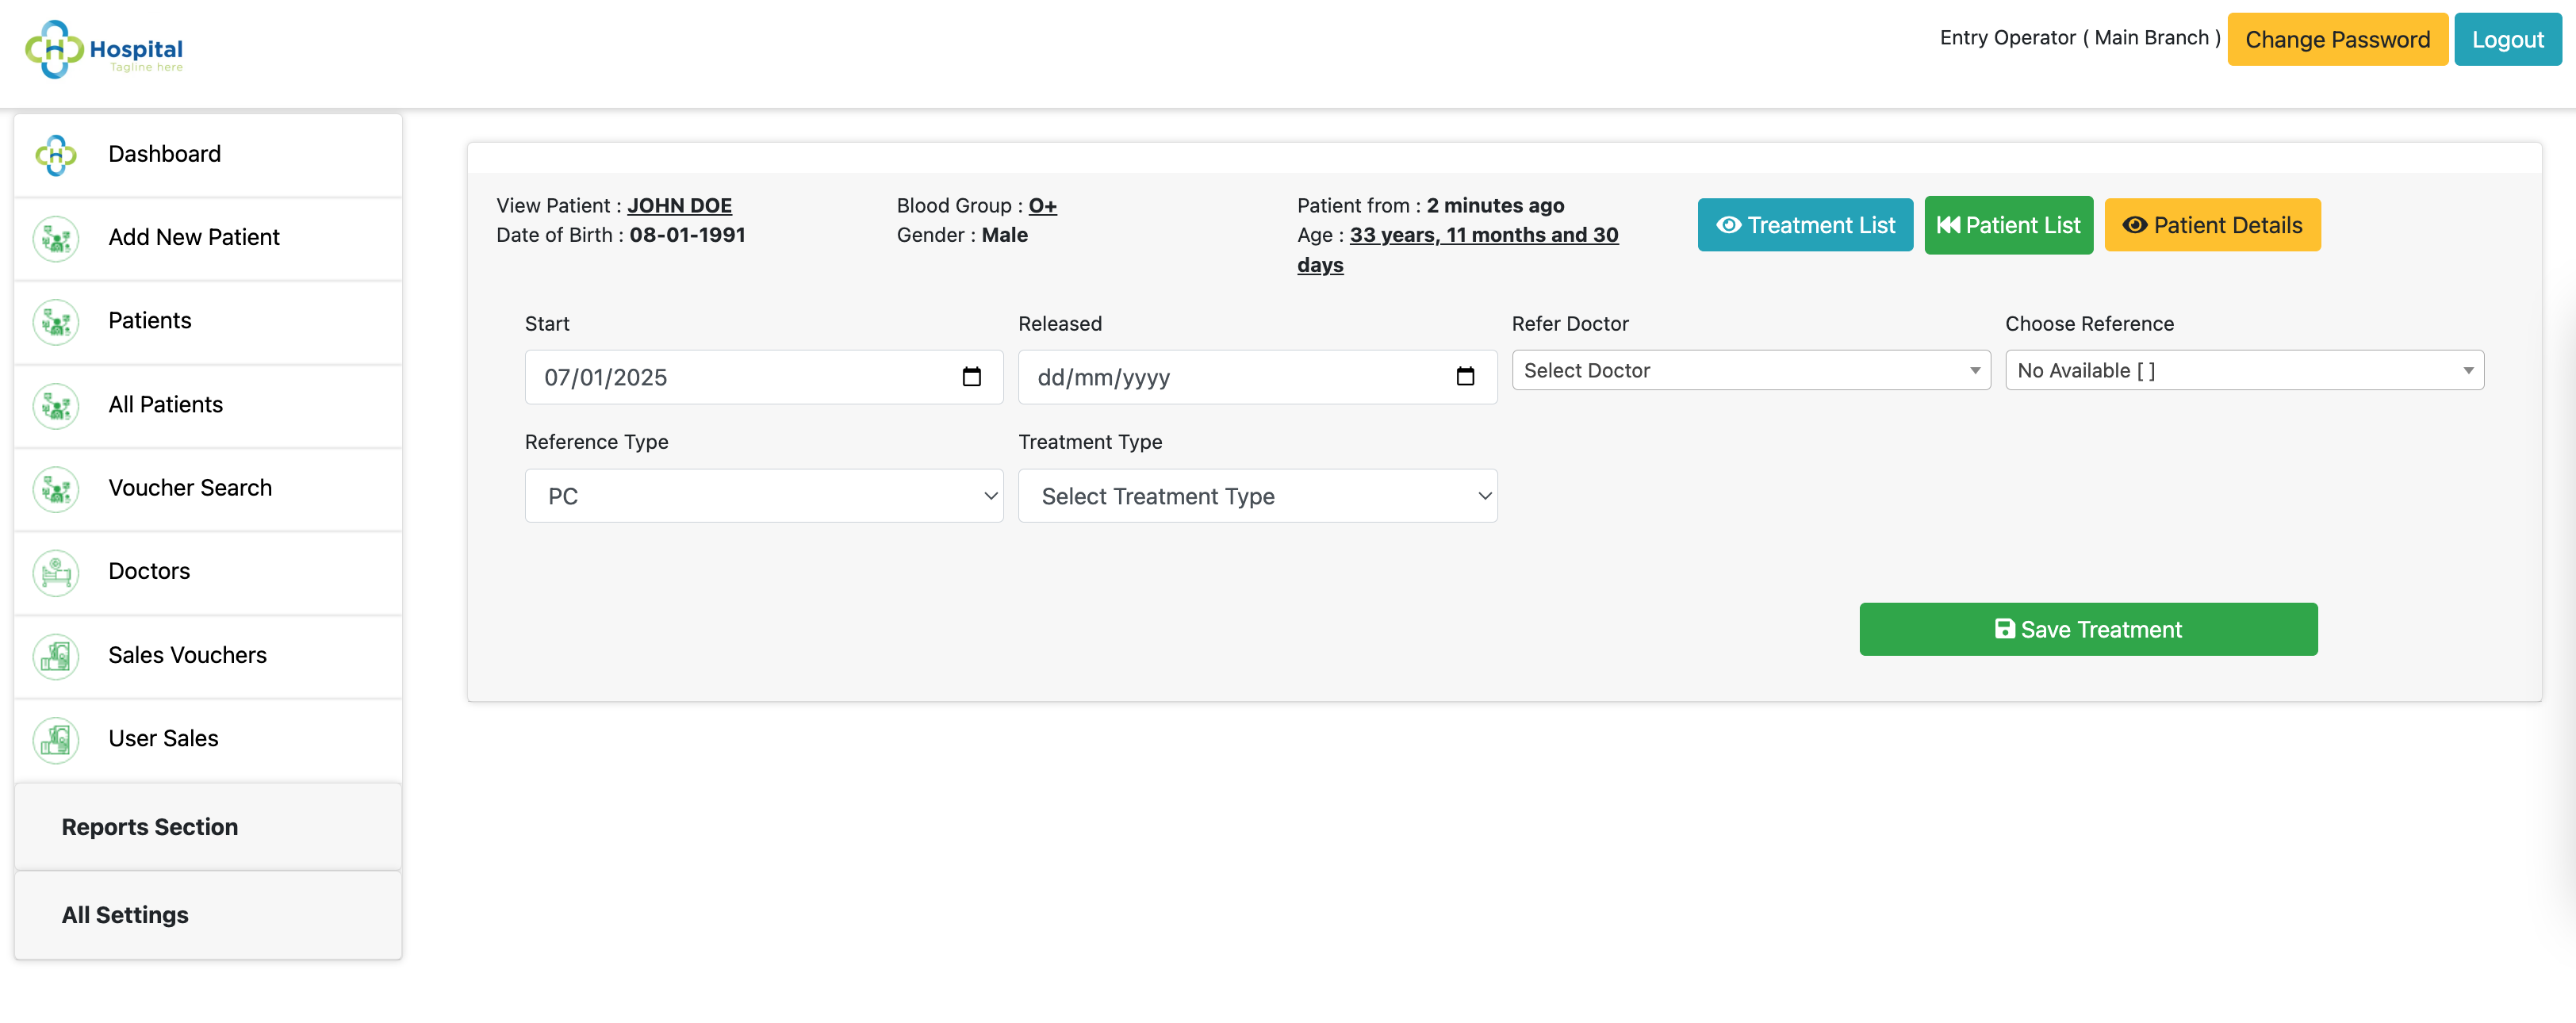 Hospital
Tagline here
Entry Operator ( Main Branch )
Change Password
Logout
Dashboard
Add New Patient
Patients
All Patients
Voucher Search
Doctors
Sales Vouchers
User Sales
Reports Section
All Settings
View Patient : JOHN DOE
Date of Birth : 08-01-1991
Blood Group : O+
Gender : Male
Patient from : 2 minutes ago
Age : 33 years, 11 months and 30
days
Treatment List
Patient List
Patient Details
Start
07/01/2025
Released
dd/mm/yyyy
Refer Doctor
Select Doctor
Choose Reference
No Available [ ]
Reference Type
PC
Treatment Type
Select Treatment Type
Save Treatment